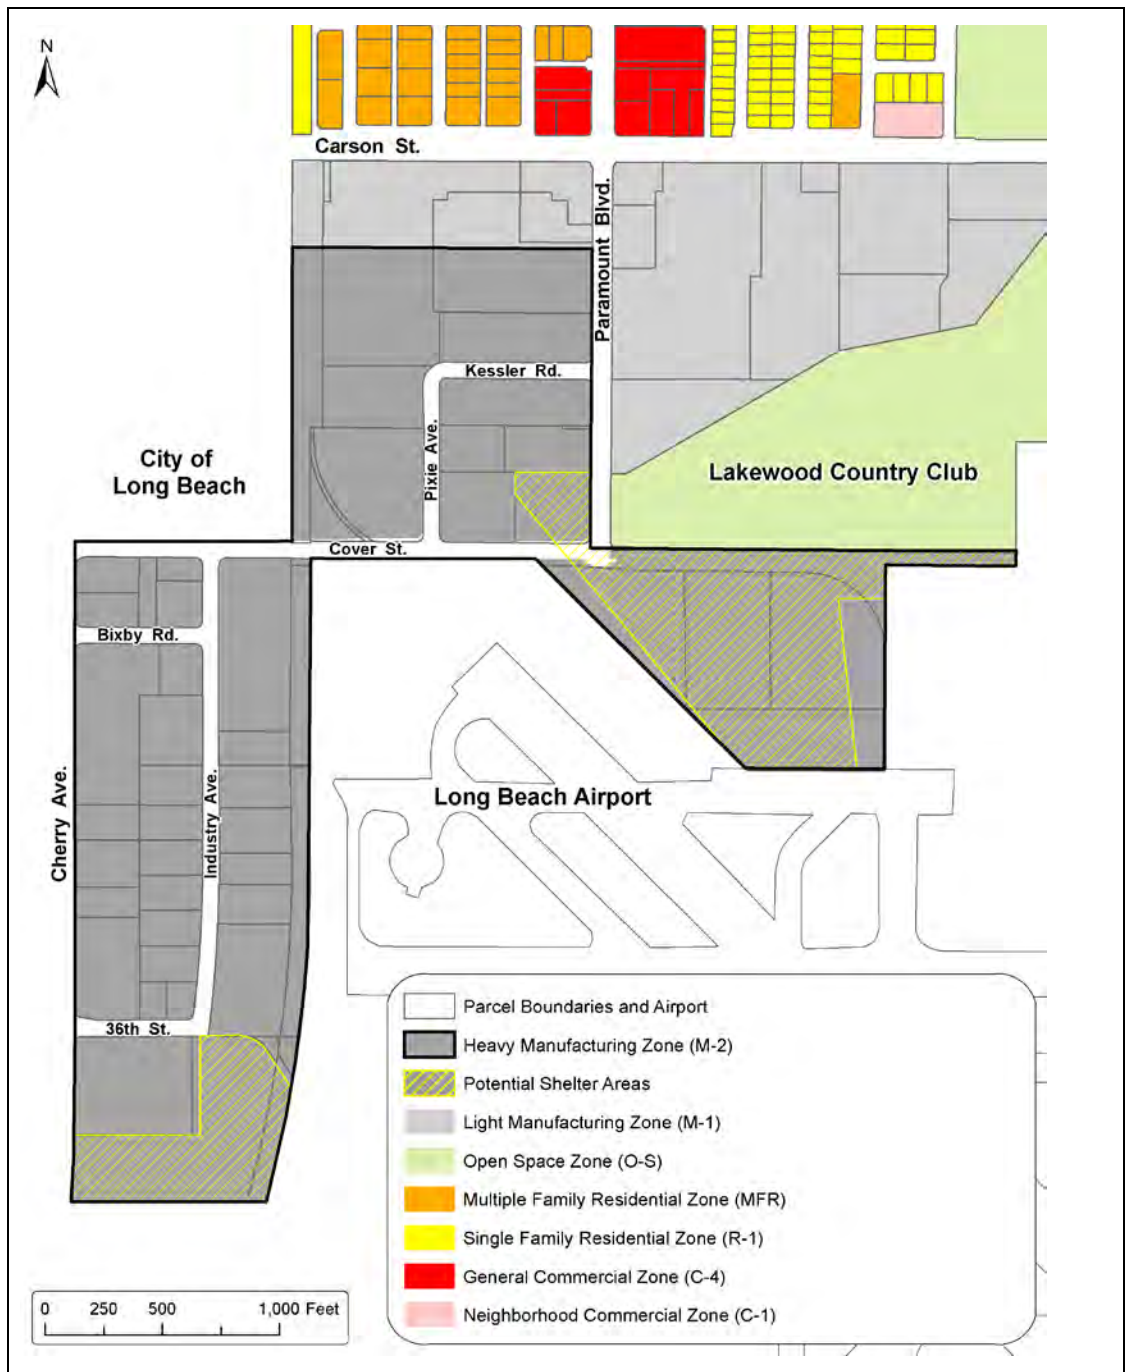 N
Carson St.
Paramount Blvd.
Kessler Rd.
Pixie Ave.
City of
Long Beach
Lakewood Country Club
Cover St.
Bixby Rd.
Cherry Ave.
Industry Ave.
Long Beach Airport
36th St.
Parcel Boundaries and Airport
Heavy Manufacturing Zone (M-2)
Potential Shelter Areas
Light Manufacturing Zone (M-1)
Open Space Zone (O-S)
Multiple Family Residential Zone (MFR)
Single Family Residential Zone (R-1)
General Commercial Zone (C-4)
Neighborhood Commercial Zone (C-1)
0 250 500 1,000 Feet